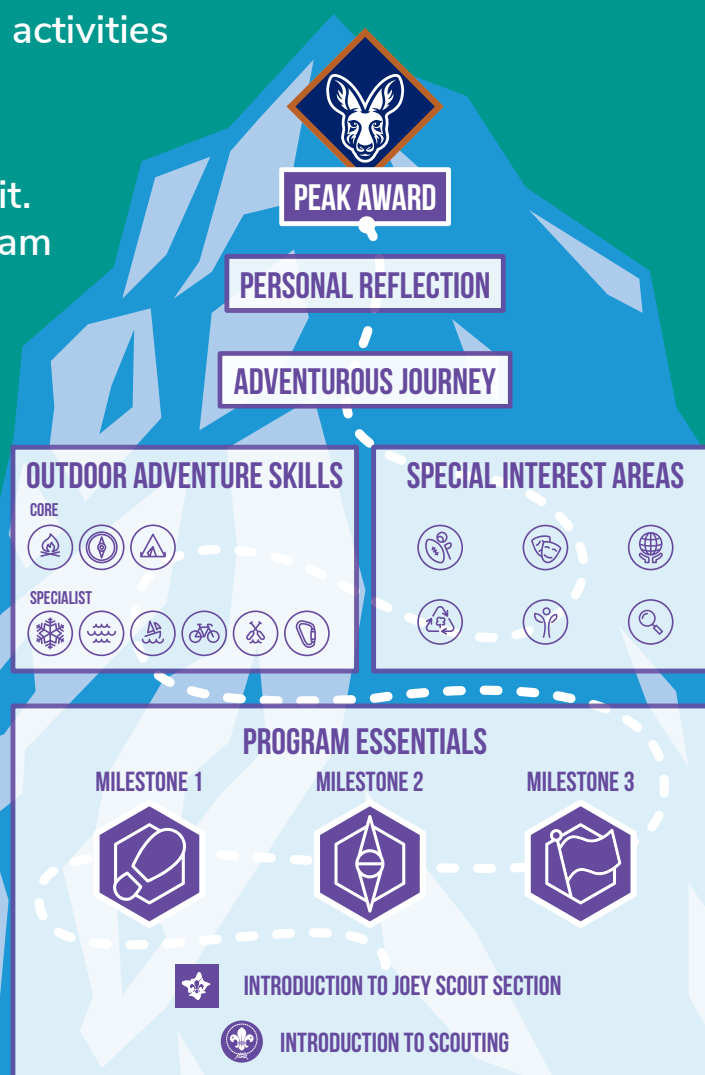 activities
it.
am
PEAK AWARD
PERSONAL REFLECTION
ADVENTUROUS JOURNEY
OUTDOOR ADVENTURE SKILLS
CORE
SPECIALIST
SPECIAL INTEREST AREAS
PROGRAM ESSENTIALS
MILESTONE 1
MILESTONE 2
MILESTONE 3
INTRODUCTION TO JOEY SCOUT SECTION
INTRODUCTION TO SCOUTING